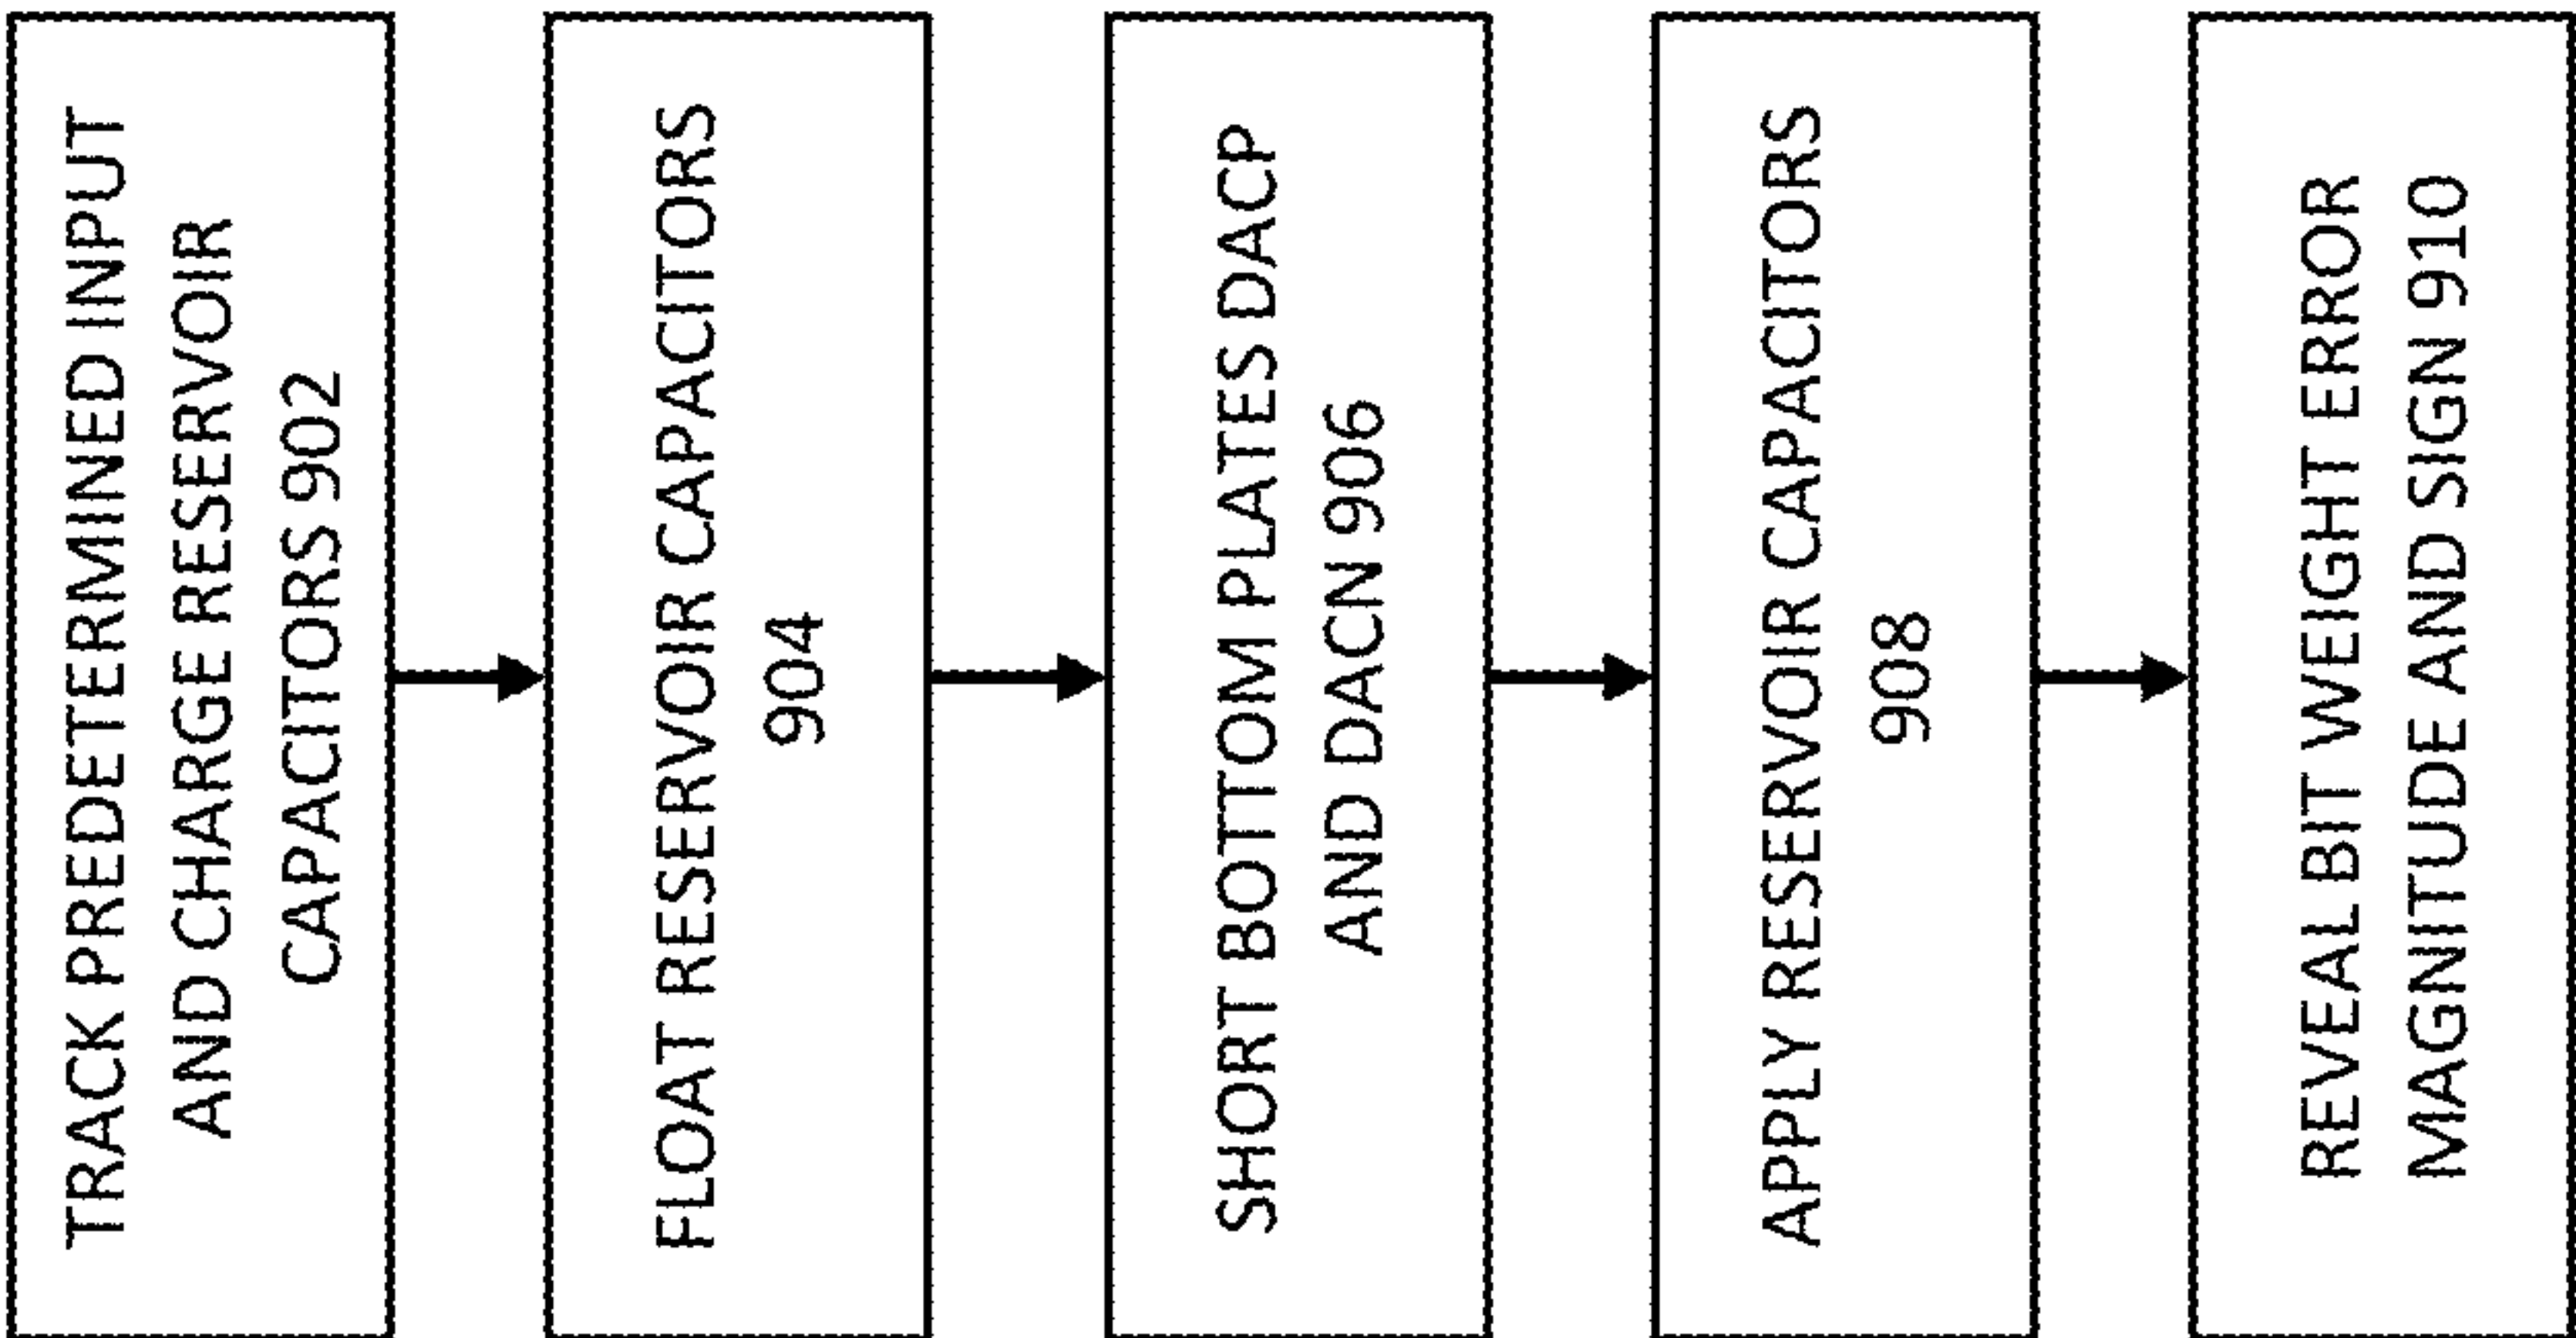 TRACK PREDETERMINED INPUT
AND CHARGE RESERVOIR
CAPACITORS 902
FLOAT RESERVOIR CAPACITORS
904
SHORT BOTTOM PLATES DACP
AND DACN 906
APPLY RESERVOIR CAPACITORS
908
REVEAL BIT WEIGHT ERROR
MAGNITUDE AND SIGN 910